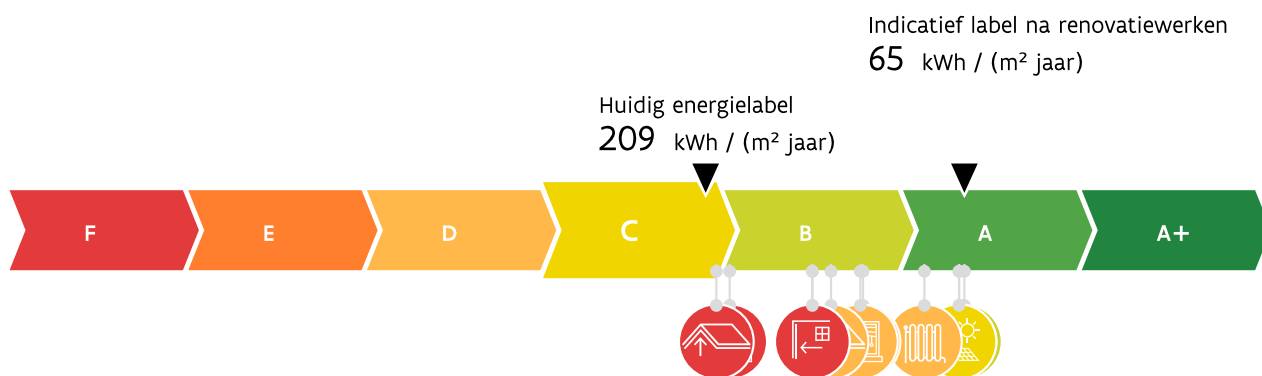 Indicatief label na renovatiewerken
65 kWh / (m² jaar)
Huidig energielabel
209 kWh / (m² jaar)
F E D C B A A+